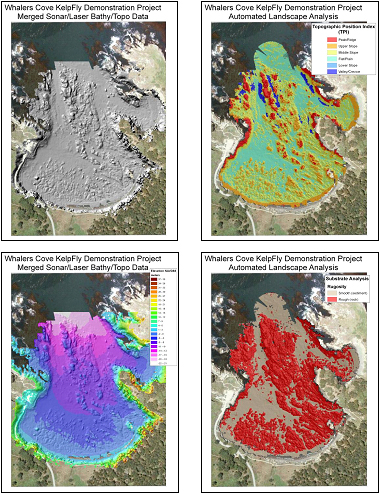 Whalers Cove KelpFly Demonstration Project
Merged Sonar/Laser Bathy/Topo Data
Whalers Cove KelpFly Demonstration Project
Automated Landscape Analysis
Topographic Position Index
(TPI)
Peak/Ridge
Upper Slope
Middle Slope
Flat/Plain
Lower Slope
Valley/Crevice
Whalers Cove KelpFly Demonstration Project
Merged Sonar/Laser Bathy/Topo Data
Whalers Cove KelpFly Demonstration Project
Automated Landscape Analysis
Substrate Analysis
Rugosity
Smooth (sediment)
Rough (rock)